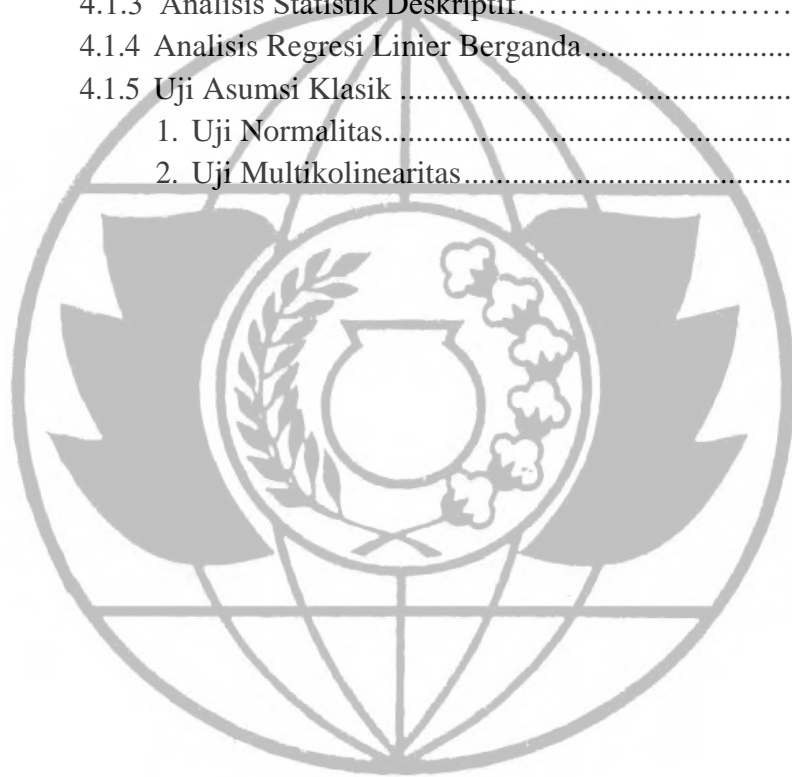 4.1.3 Analisis Statistik Deskriptif..............................
4.1.4 Analisis Regresi Linier Berganda..............................
4.1.5 Uji Asumsi Klasik ..................................................
1. Uji Normalitas.....................................................
2. Uji Multikolinearitas..........................................